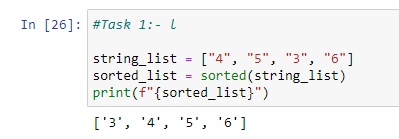 In [26]: #Task 1:- l
string_list = ["4", "5", "3", "6"]
sorted_list = sorted(string_list)
print(f"{sorted_list}")
['3', '4', '5', '6']